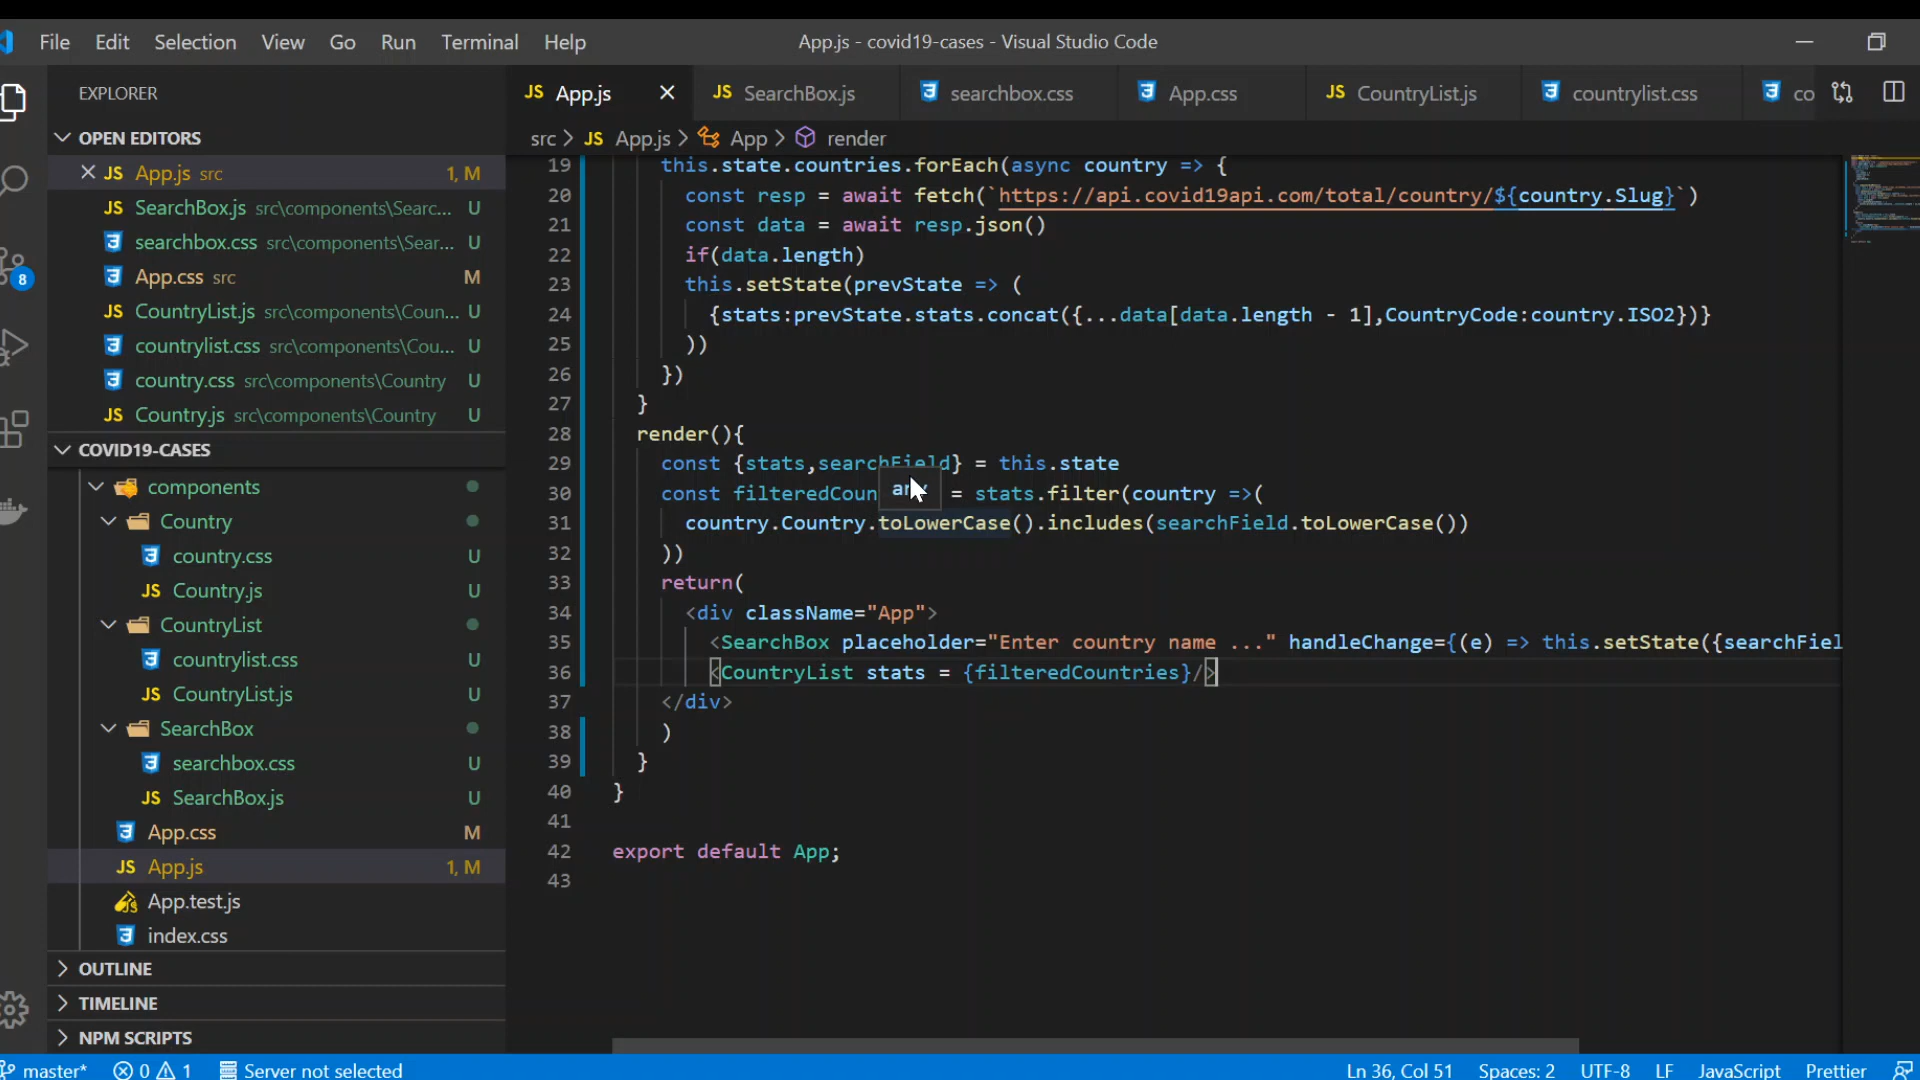 File Edit Selection View Go Run Terminal Help App.js - covid19-cases - Visual Studio Code
EXPLORER
OPEN EDITORS
JS App.js src 1, M
JS SearchBox.js src\components\Searc... U
searchbox.css src\components\Sear... U
App.css src M
JS CountryList.js src\components\Coun... U
countrylist.css src\components\Cou... U
country.css src\components\Country U
JS Country.js src\components\Country U
8
COVID19-CASES
components
Country
country.css U
JS Country.js U
CountryList
countrylist.css U
JS CountryList.js U
SearchBox
searchbox.css U
JS SearchBox.js U
App.css M
JS App.js 1, M
App.test.js
index.css
OUTLINE
TIMELINE
NPM SCRIPTS
JS App.js JS SearchBox.js searchbox.css App.css JS CountryList.js countrylist.css co
src > JS App.js > App > render
19 this.state.countries.forEach(async country => {
20 const resp = await fetch(`https://api.covid19api.com/total/country/${country.Slug}`)
21 const data = await resp.json()
22 if(data.length)
23 this.setState(prevState => (
24 {stats:prevState.stats.concat({...data[data.length - 1],CountryCode:country.ISO2})}
25 ))
26 })
27 }
28 render(){
29 const {stats,searchField} = this.state
30 const filteredCoun = stats.filter(country =>(
31 country.Country.toLowerCase().includes(searchField.toLowerCase())
32 ))
33 return(
34 <div className="App">
35 <SearchBox placeholder="Enter country name ..." handleChange={(e) => this.setState({searchFiel
36 <CountryList stats = {filteredCountries}/>
37 </div>
38 )
39 }
40 }
41
42 export default App;
43
master* 0 1 Server not selected Ln 36, Col 51 Spaces: 2 UTF-8 LF JavaScript Prettier